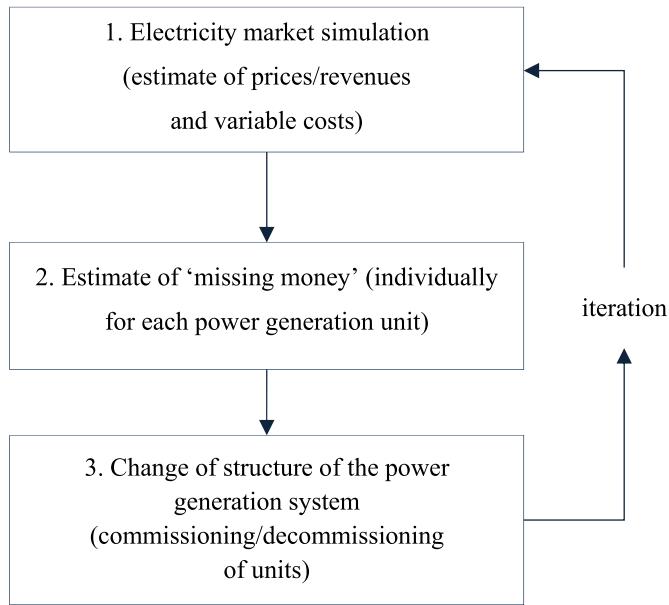 1. Electricity market simulation
(estimate of prices/revenues
and variable costs)
2. Estimate of ‘missing money’ (individually
for each power generation unit)
iteration
3. Change of structure of the power
generation system
(commissioning/decommissioning
of units)